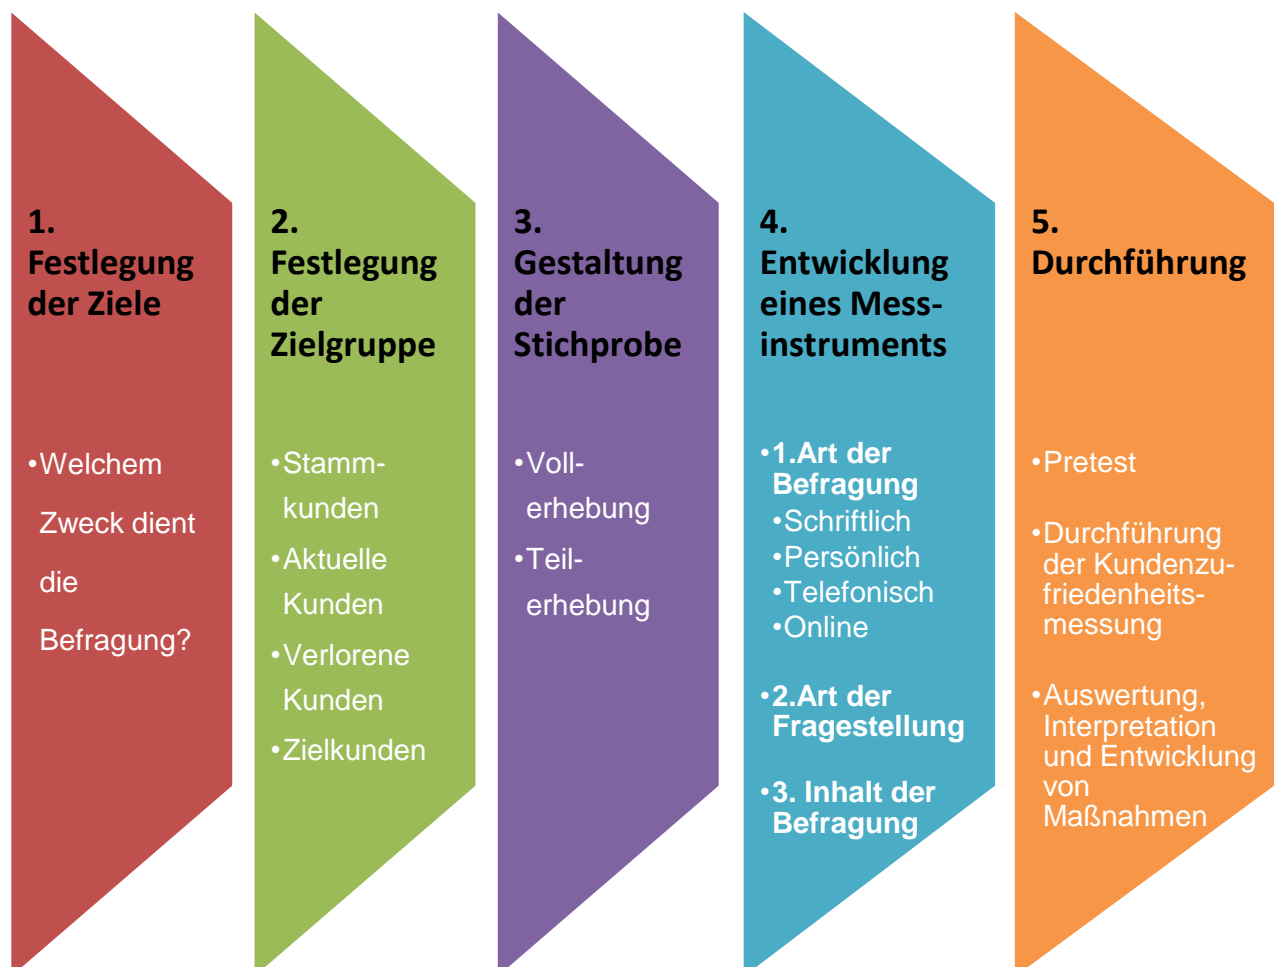 1.
Festlegung
der Ziele
•Welchem
Zweck dient
die
Befragung?
2.
Festlegung
der
Zielgruppe
•Stamm-
kunden
•Aktuelle
Kunden
•Verlorene
Kunden
•Zielkunden
3.
Gestaltung
der
Stichprobe
•Voll-
erhebung
•Teil-
erhebung
4.
Entwicklung
eines Mess-
instruments
•1.Art der
Befragung
•Schriftlich
•Persönlich
•Telefonisch
•Online
•2.Art der
Fragestellung
•3. Inhalt der
Befragung
5.
Durchführung
•Pretest
•Durchführung
der Kundenzu-
friedenheits-
messung
•Auswertung,
Interpretation
und Entwicklung
von
Maßnahmen